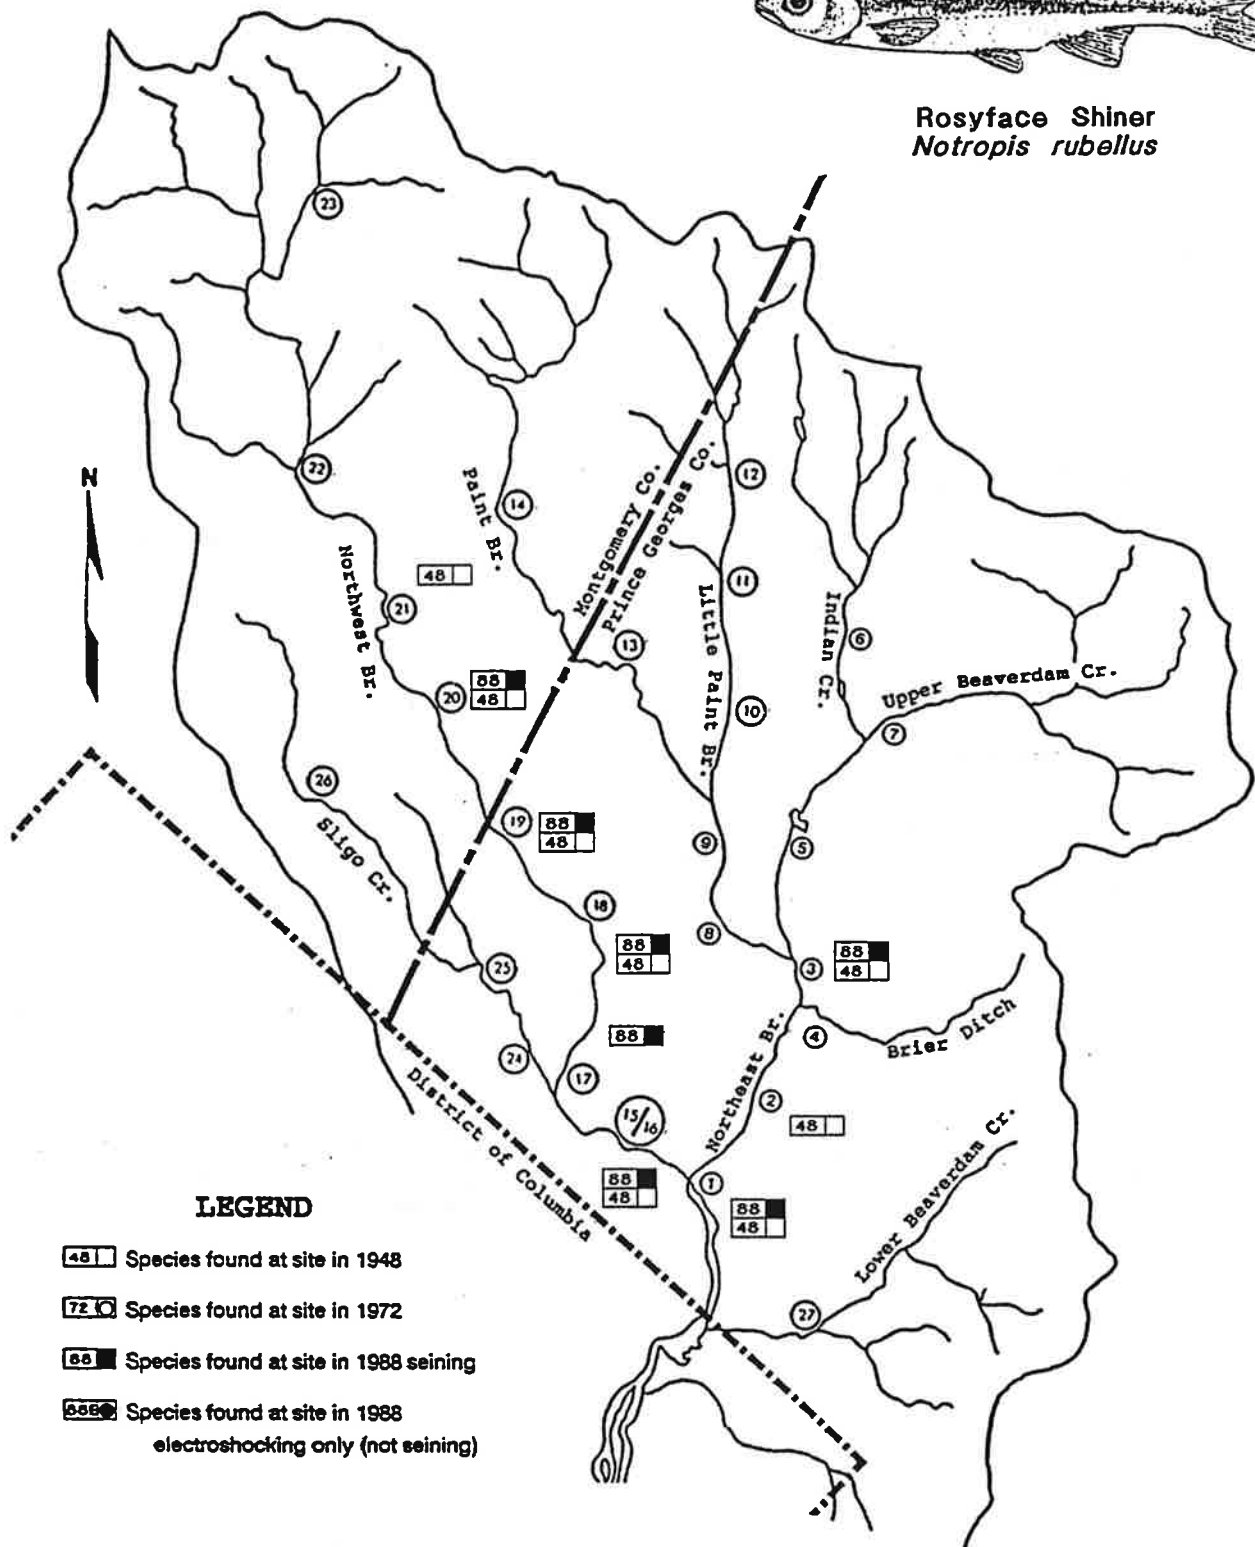 Rosyface Shiner
Notropis rubellus
23
N
22
14
12
Paint Br.
Montgomery Co.
Prince Georges Co.
48
11
Northwest Br.
21
Little Paint Br.
Indian Cr.
6
13
88
48
20
10
Upper Beaverdam Cr.
7
26
19
88
48
Sligo Cr.
9
5
18
8
88
48
25
3
88
48
88
4
Brier Ditch
24
17
Northeast Br.
2
District of Columbia
15/16
48
88
48
1
88
48
Lower Beaverdam Cr.
27
LEGEND
48 Species found at site in 1948
72 Species found at site in 1972
88 Species found at site in 1988 seining
88E Species found at site in 1988
electroshocking only (not seining)